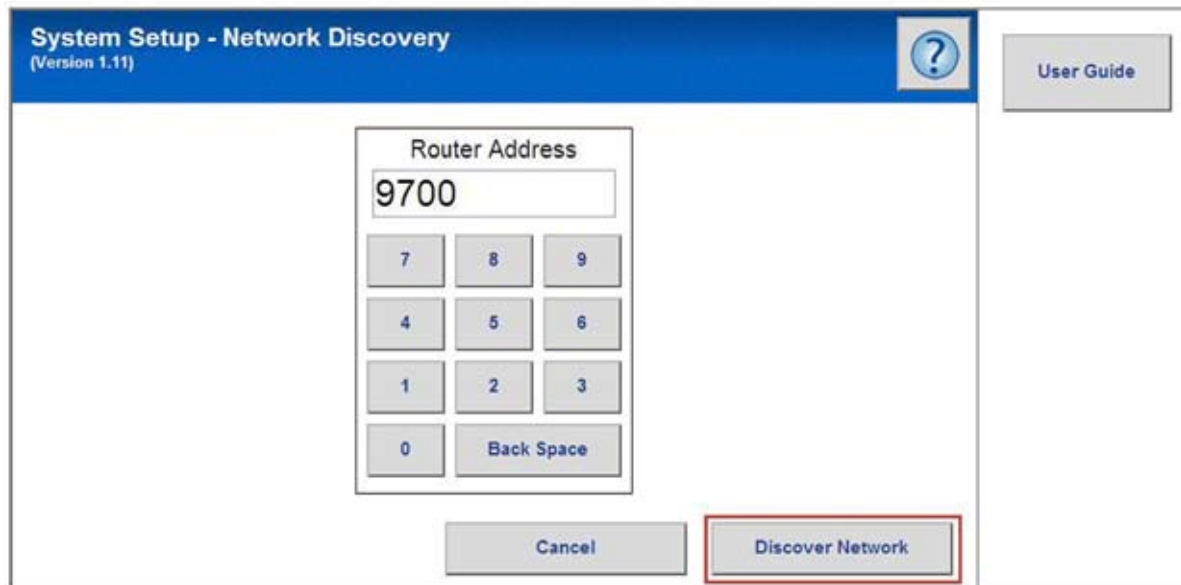 System Setup - Network Discovery
(Version 1.11)
?
User Guide
Router Address
9700
7 8 9
4 5 6
1 2 3
0 Back Space
Cancel Discover Network